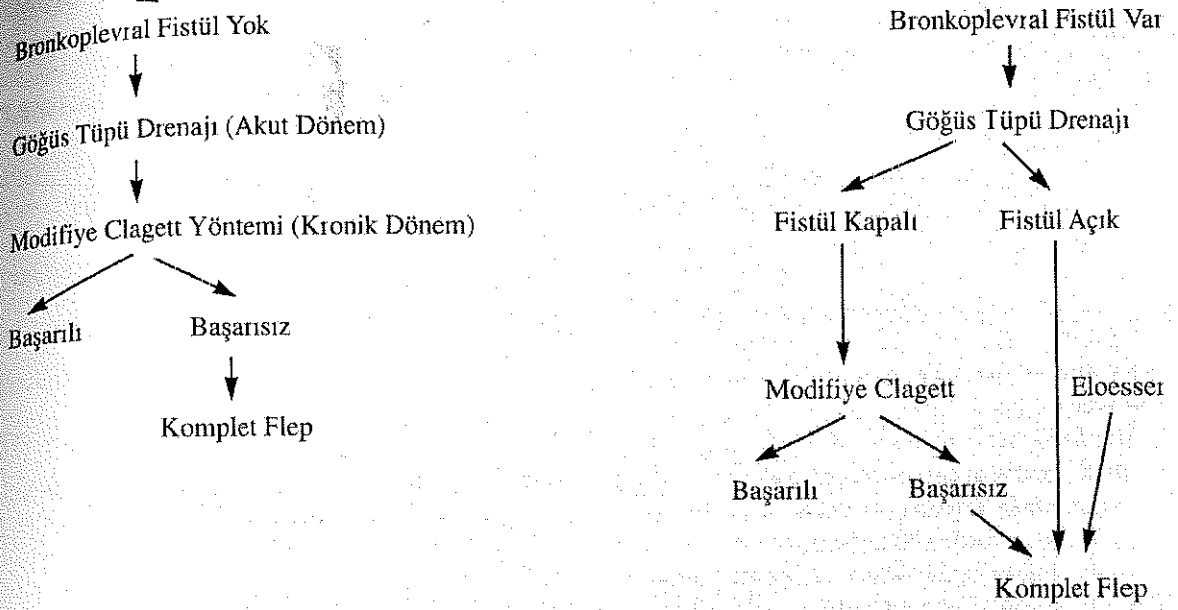 Bronkoplevral Fistül Yok
Göğüs Tüpü Drenajı (Akut Dönem)
Modifiye Clagett Yöntemi (Kronik Dönem)
Başarılı
Başarısız
Komplet Flep
Bronkoplevral Fistül Var
Göğüs Tüpü Drenajı
Fistül Kapalı
Fistül Açık
Modifiye Clagett
Eloesser
Başarılı
Başarısız
Komplet Flep